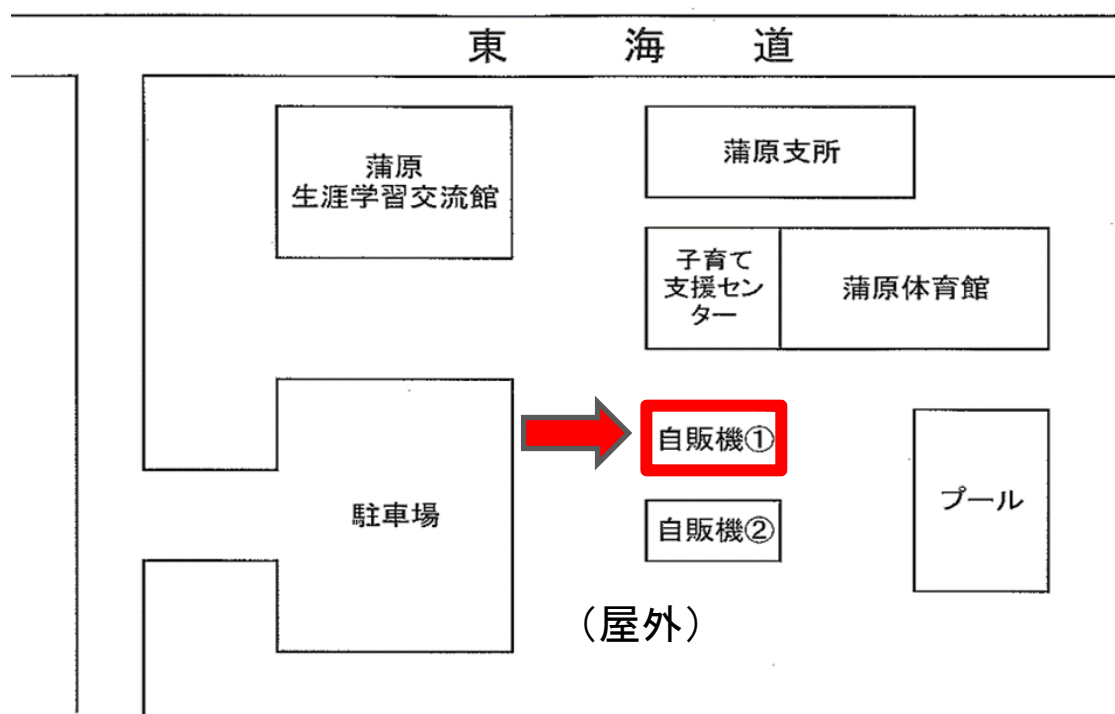 東海道
蒲原
生涯学習交流館
蒲原支所
子育て
支援セン
ター
蒲原体育館
自販機①
駐車場
自販機②
プール
（屋外）